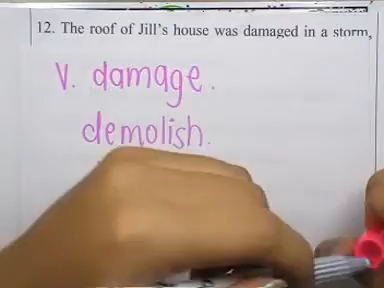 12. The roof of Jill's house was damaged in a storm,
V. damage.
demolish.